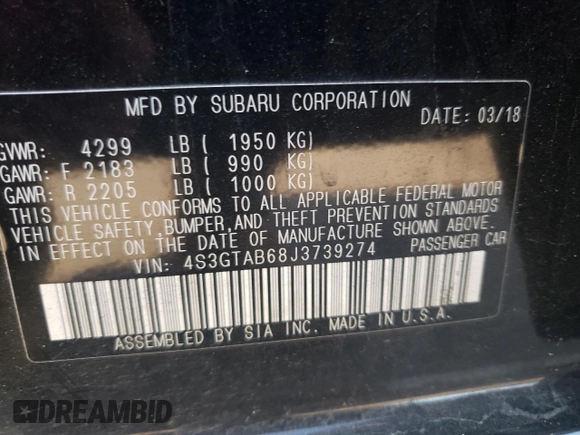 MFD BY SUBARU CORPORATION
DATE: 03/18
GVWR: 4299 LB ( 1950 KG)
GAWR: F 2183 LB ( 990 KG)
GAWR: R 2205 LB ( 1000 KG)
THIS VEHICLE CONFORMS TO ALL APPLICABLE FEDERAL MOTOR
VEHICLE SAFETY,BUMPER,AND THEFT PREVENTION STANDARDS
IN EFFECT ON THE DATE OF MANUFACTURE SHOWN ABOVE.
VIN: 4S3GTAB68J3739274 PASSENGER CAR
ASSEMBLED BY SIA INC. MADE IN U.S.A.
DREAMBID